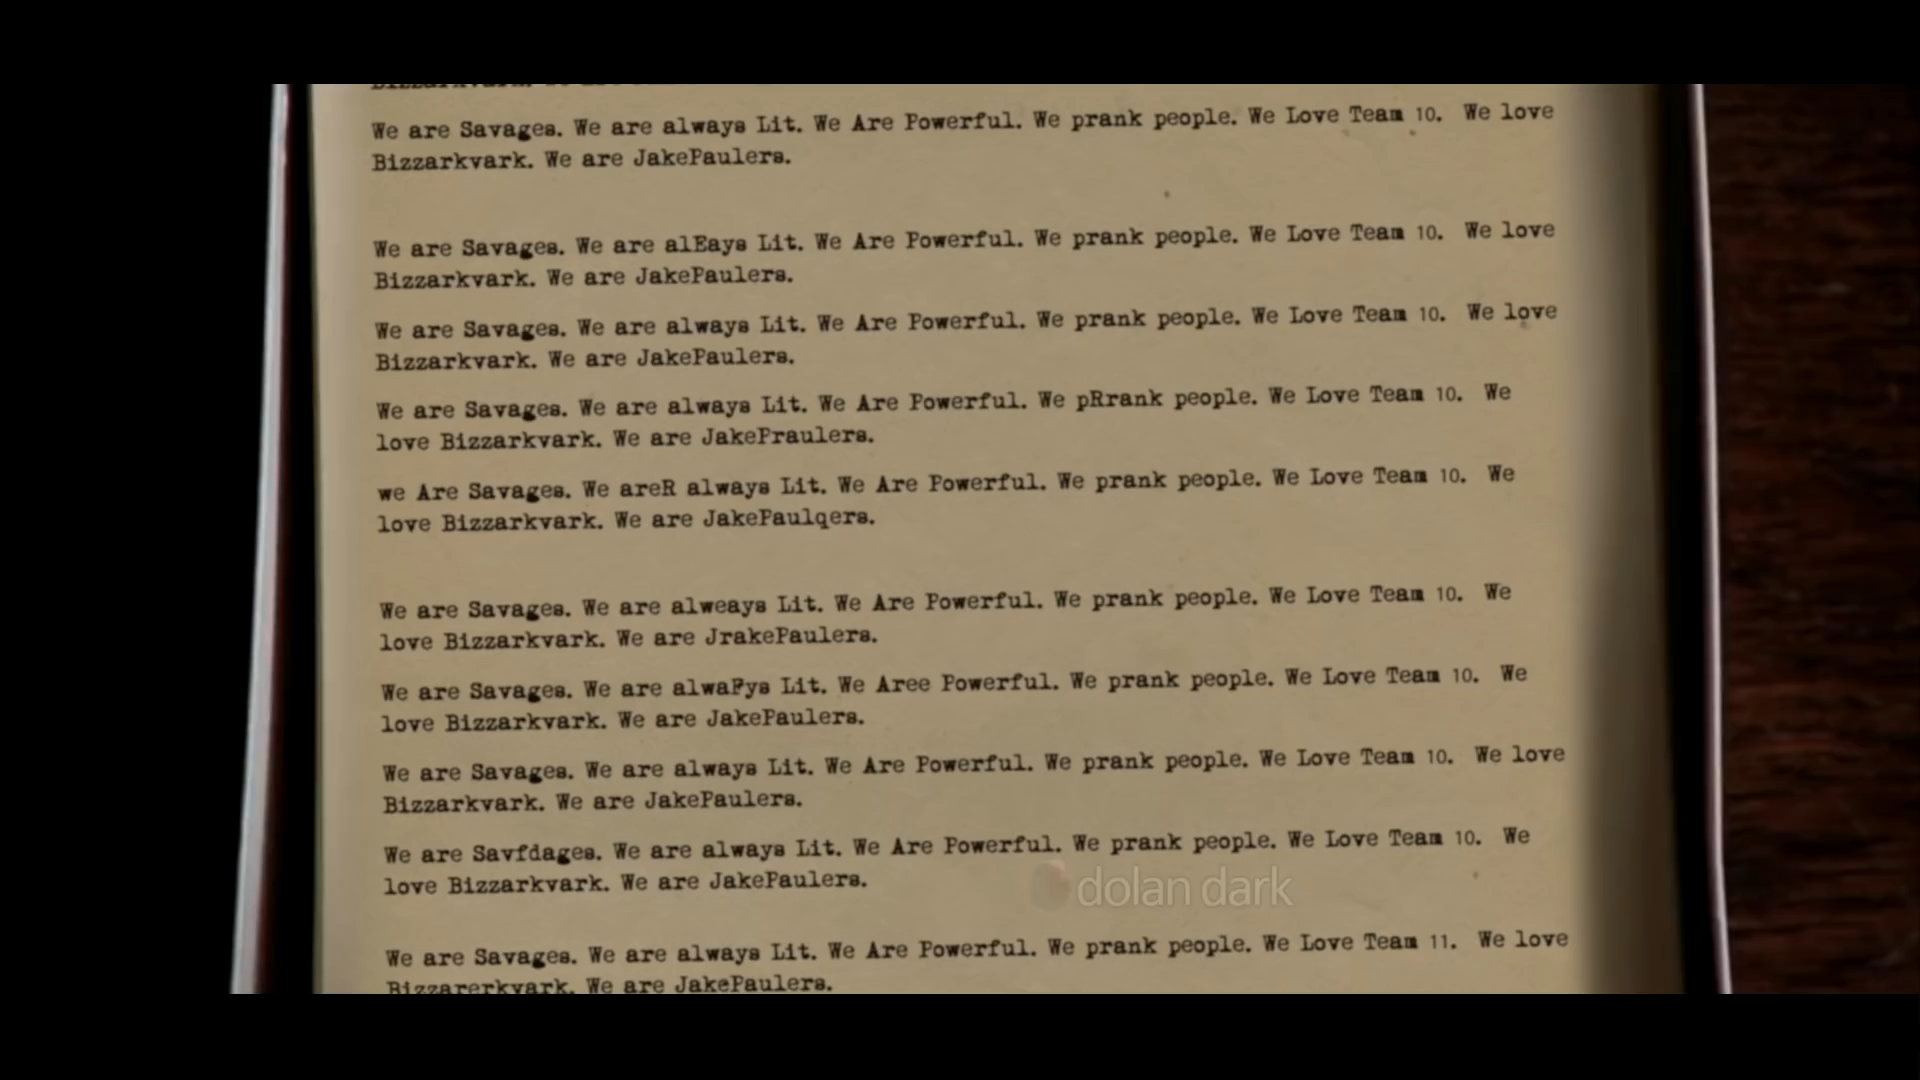 We are Savages. We are always Lit. We Are Powerful. We prank people. We Love Team 10. We love
Bizzarkvark. We are JakePaulers.
We are Savages. We are alEays Lit. We Are Powerful. We prank people. We Love Team 10. We love
Bizzarkvark. We are JakePaulers.
We are Savages. We are always Lit. We Are Powerful. We prank people. We Love Team 10. We love
Bizzarkvark. We are JakePaulers.
We are Savages. We are always Lit. We Are Powerful. We pRrank people. We Love Team 10. We
love Bizzarkvark. We are JakePraulers.
we Are Savages. We areR always Lit. We Are Powerful. We prank people. We Love Team 10. We
love Bizzarkvark. We are JakePaulqers.
We are Savages. We are alweays Lit. We Are Powerful. We prank people. We Love Team 10. We
love Bizzarkvark. We are JrakePaulers.
We are Savages. We are alwaPys Lit. We Aree Powerful. We prank people. We Love Team 10. We
love Bizzarkvark. We are JakePaulers.
We are Savages. We are always Lit. We Are Powerful. We prank people. We Love Team 10. We love
Bizzarkvark. We are JakePaulers.
We are Savfdages. We are always Lit. We Are Powerful. We prank people. We Love Team 10. We
love Bizzarkvark. We are JakePaulers.
dolan dark
We are Savages. We are always Lit. We Are Powerful. We prank people. We Love Team 11. We love
Bizzarerkvark. We are JakePaulers.